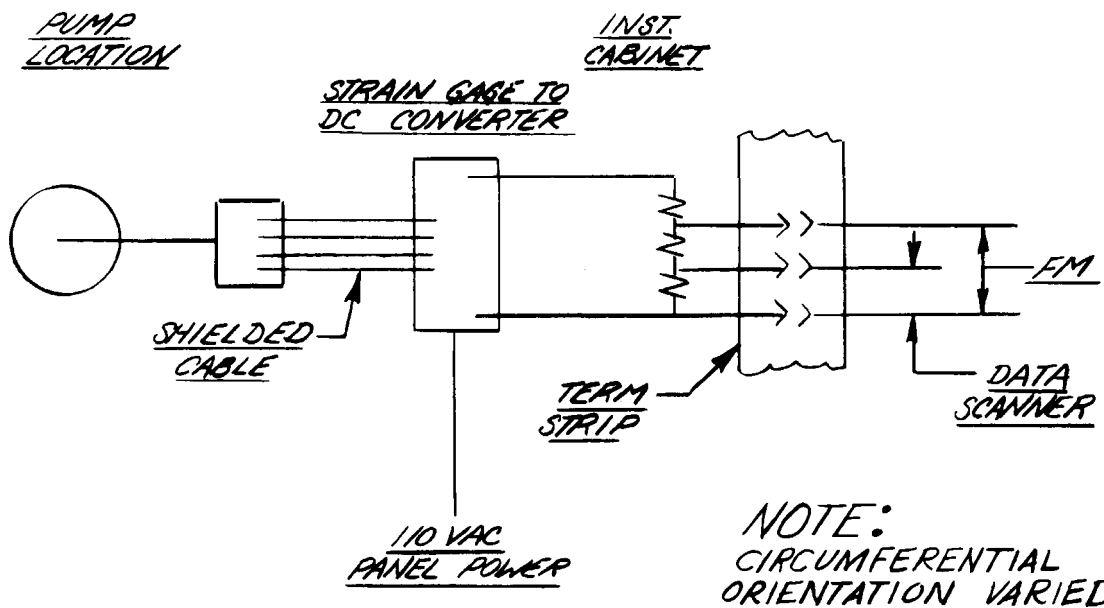 PUMP
LOCATION
INST.
CABINET
STRAIN GAGE TO
DC CONVERTER
SHIELDED
CABLE
FM
TERM
STRIP
DATA
SCANNER
110 VAC
PANEL POWER
NOTE:
CIRCUMFERENTIAL
ORIENTATION VARIED